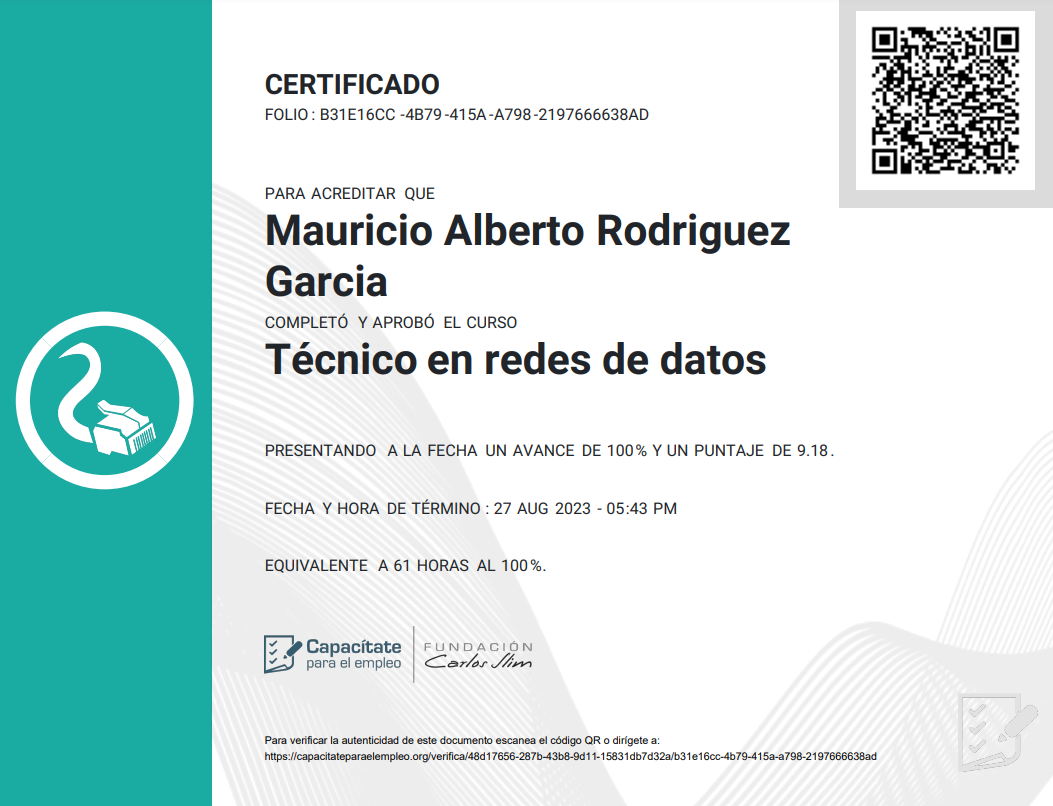 CERTIFICADO
FOLIO : B31E16CC -4B79-415A-A798-2197666638AD
PARA ACREDITAR QUE
Mauricio Alberto Rodriguez
Garcia
COMPLETÓ Y APROBÓ EL CURSO
Técnico en redes de datos
PRESENTANDO A LA FECHA UN AVANCE DE 100% Y UN PUNTAJE DE 9.18.
FECHA Y HORA DE TÉRMINO : 27 AUG 2023 - 05:43 PM
EQUIVALENTE A 61 HORAS AL 100%.
Capacítate
para el empleo
FUNDACIÓN
Carlos Slim
Para verificar la autenticidad de este documento escanea el código QR o dirígete a:
https://capacitateparaelempleo.org/verifica/48d17656-287b-43b8-9d11-15831db7d32a/b31e16cc-4b79-415a-a798-2197666638ad